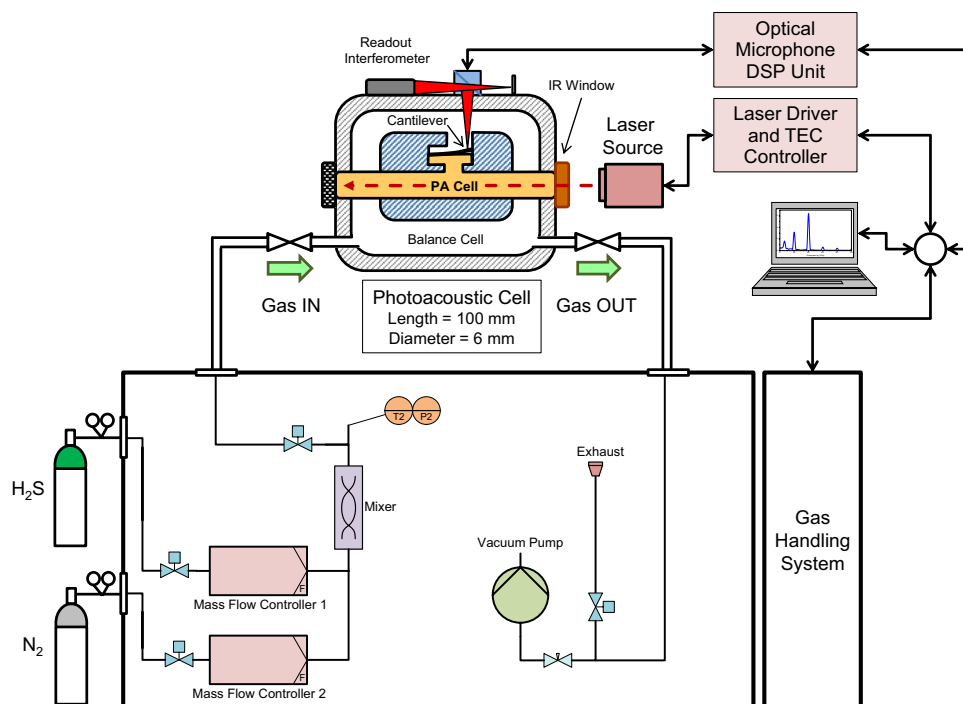 Readout
Interferometer
Optical
Microphone
DSP Unit
IR Window
Laser
Source
Laser Driver
and TEC
Controller
Cantilever
PA Cell
Balance Cell
Gas IN
Photoacoustic Cell
Length = 100 mm
Diameter = 6 mm
Gas OUT
T2
P2
H₂S
Mixer
Exhaust
Vacuum Pump
F
Mass Flow Controller 1
N₂
F
Mass Flow Controller 2
Gas
Handling
System